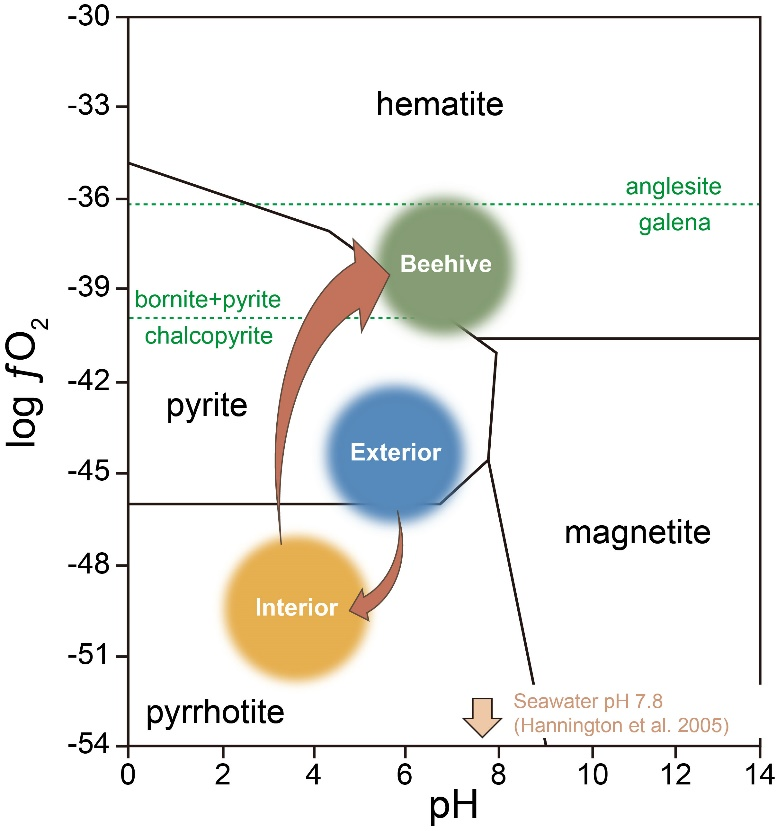 -30
-33
-36
-39
-42
-45
-48
-51
-54
log ƒO₂
hematite
anglesite
galena
Beehive
bornite+pyrite
chalcopyrite
pyrite
Exterior
magnetite
Interior
pyrrhotite
Seawater pH 7.8
(Hannington et al. 2005)
0 2 4 6 8 10 12 14
pH